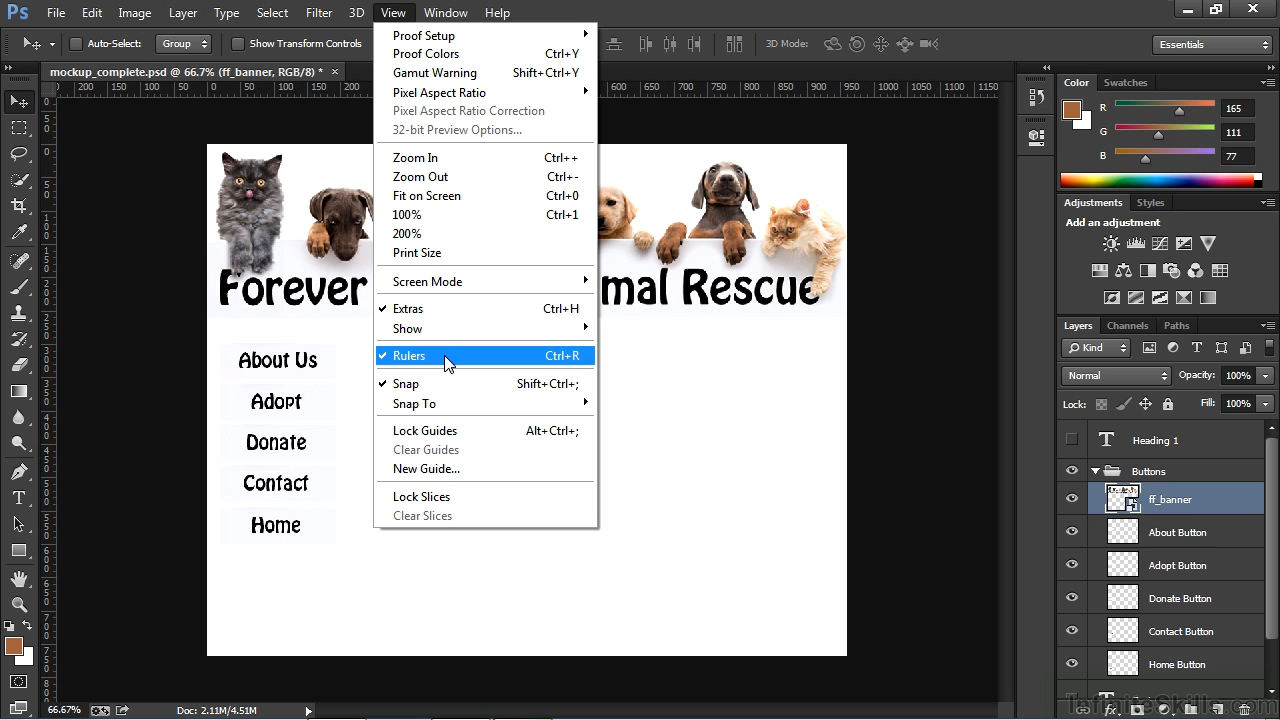 Ps File Edit Image Layer Type Select Filter 3D View Window Help
Auto-Select: Group Show Transform Controls 3D Mode: Essentials
mockup_complete.psd @ 66.7% (ff_banner, RGB/8) * ×
200 150 100 50 0 50 100 150 200 600 650 700 750 800 850 900 950 1000 1050 1100 1150
Proof Setup
Proof Colors Ctrl+Y
Gamut Warning Shift+Ctrl+Y
Pixel Aspect Ratio
Pixel Aspect Ratio Correction
32-bit Preview Options...
Zoom In Ctrl++
Zoom Out Ctrl+-
Fit on Screen Ctrl+0
100% Ctrl+1
200%
Print Size
Screen Mode
Extras Ctrl+H
Show
Rulers Ctrl+R
Snap Shift+Ctrl+;
Snap To
Lock Guides Alt+Ctrl+;
Clear Guides
New Guide...
Lock Slices
Clear Slices
Forever mal Rescue
About Us
Adopt
Donate
Contact
Home
Color Swatches
R 165
G 111
B 77
Adjustments Styles
Add an adjustment
Layers Channels Paths
Kind
Normal Opacity: 100%
Lock: Fill: 100%
T Heading 1
Buttons
ff_banner
About Button
Adopt Button
Donate Button
Contact Button
Home Button
66.67% Doc: 2.11M/4.51M
InfiniteSkills.com